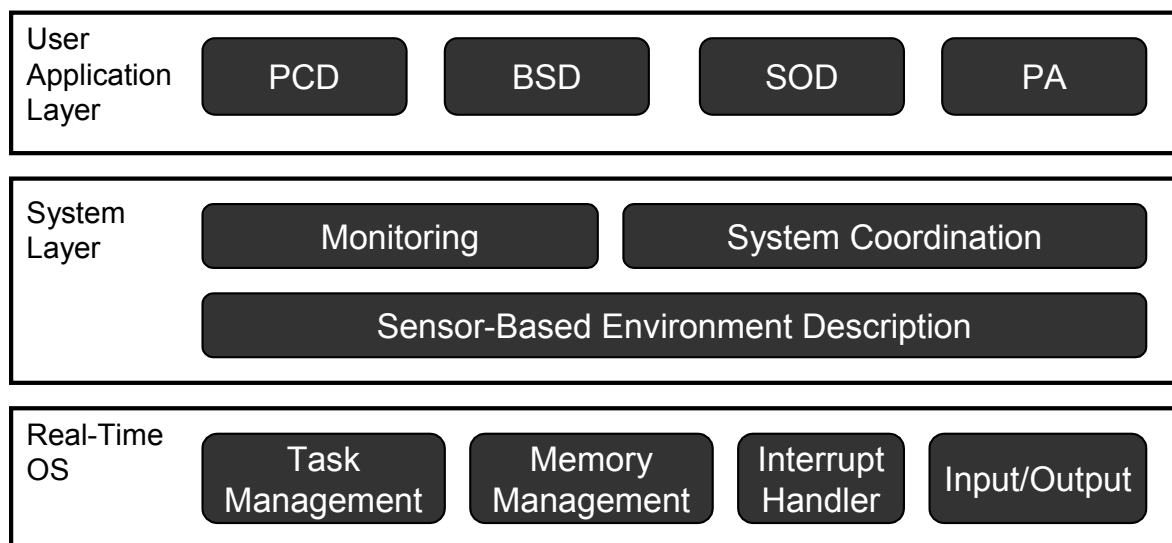 User
Application
Layer
PCD
BSD
SOD
PA
System
Layer
Monitoring
System Coordination
Sensor-Based Environment Description
Real-Time
OS
Task
Management
Memory
Management
Interrupt
Handler
Input/Output